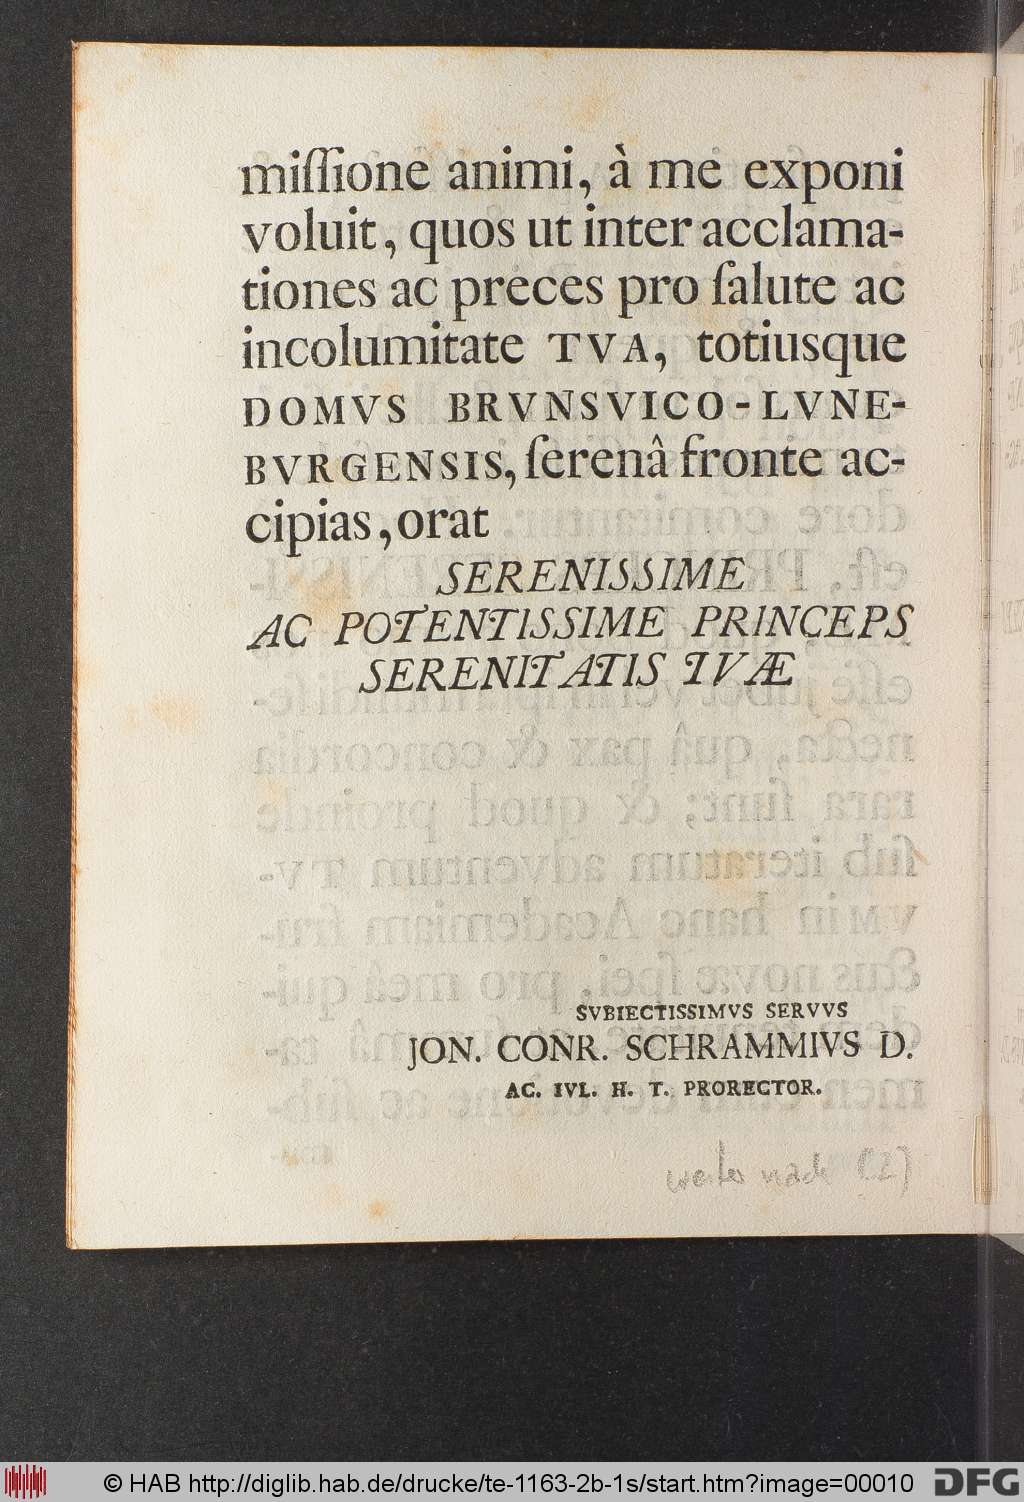 miſſione animi, à me exponi
voluit, quos ut inter acclama-
tiones ac preces pro ſalute ac
incolumitate TVA, totiusque
DOMVS BRVNSVICO-LVNE-
BVRGENSIS, ſerenâ fronte ac-
cipias, orat
SERENISSIME
AC POTENTISSIME PRINCEPS
SERENITATIS TVÆ
SVBIECTISSIMVS SERVVS
JON. CONR. SCHRAMMIVS D.
AC. IVL. H. T. PRORECTOR.
weiter nach
© HAB http://diglib.hab.de/drucke/te-1163-2b-1s/start.htm?image=00010
DFG